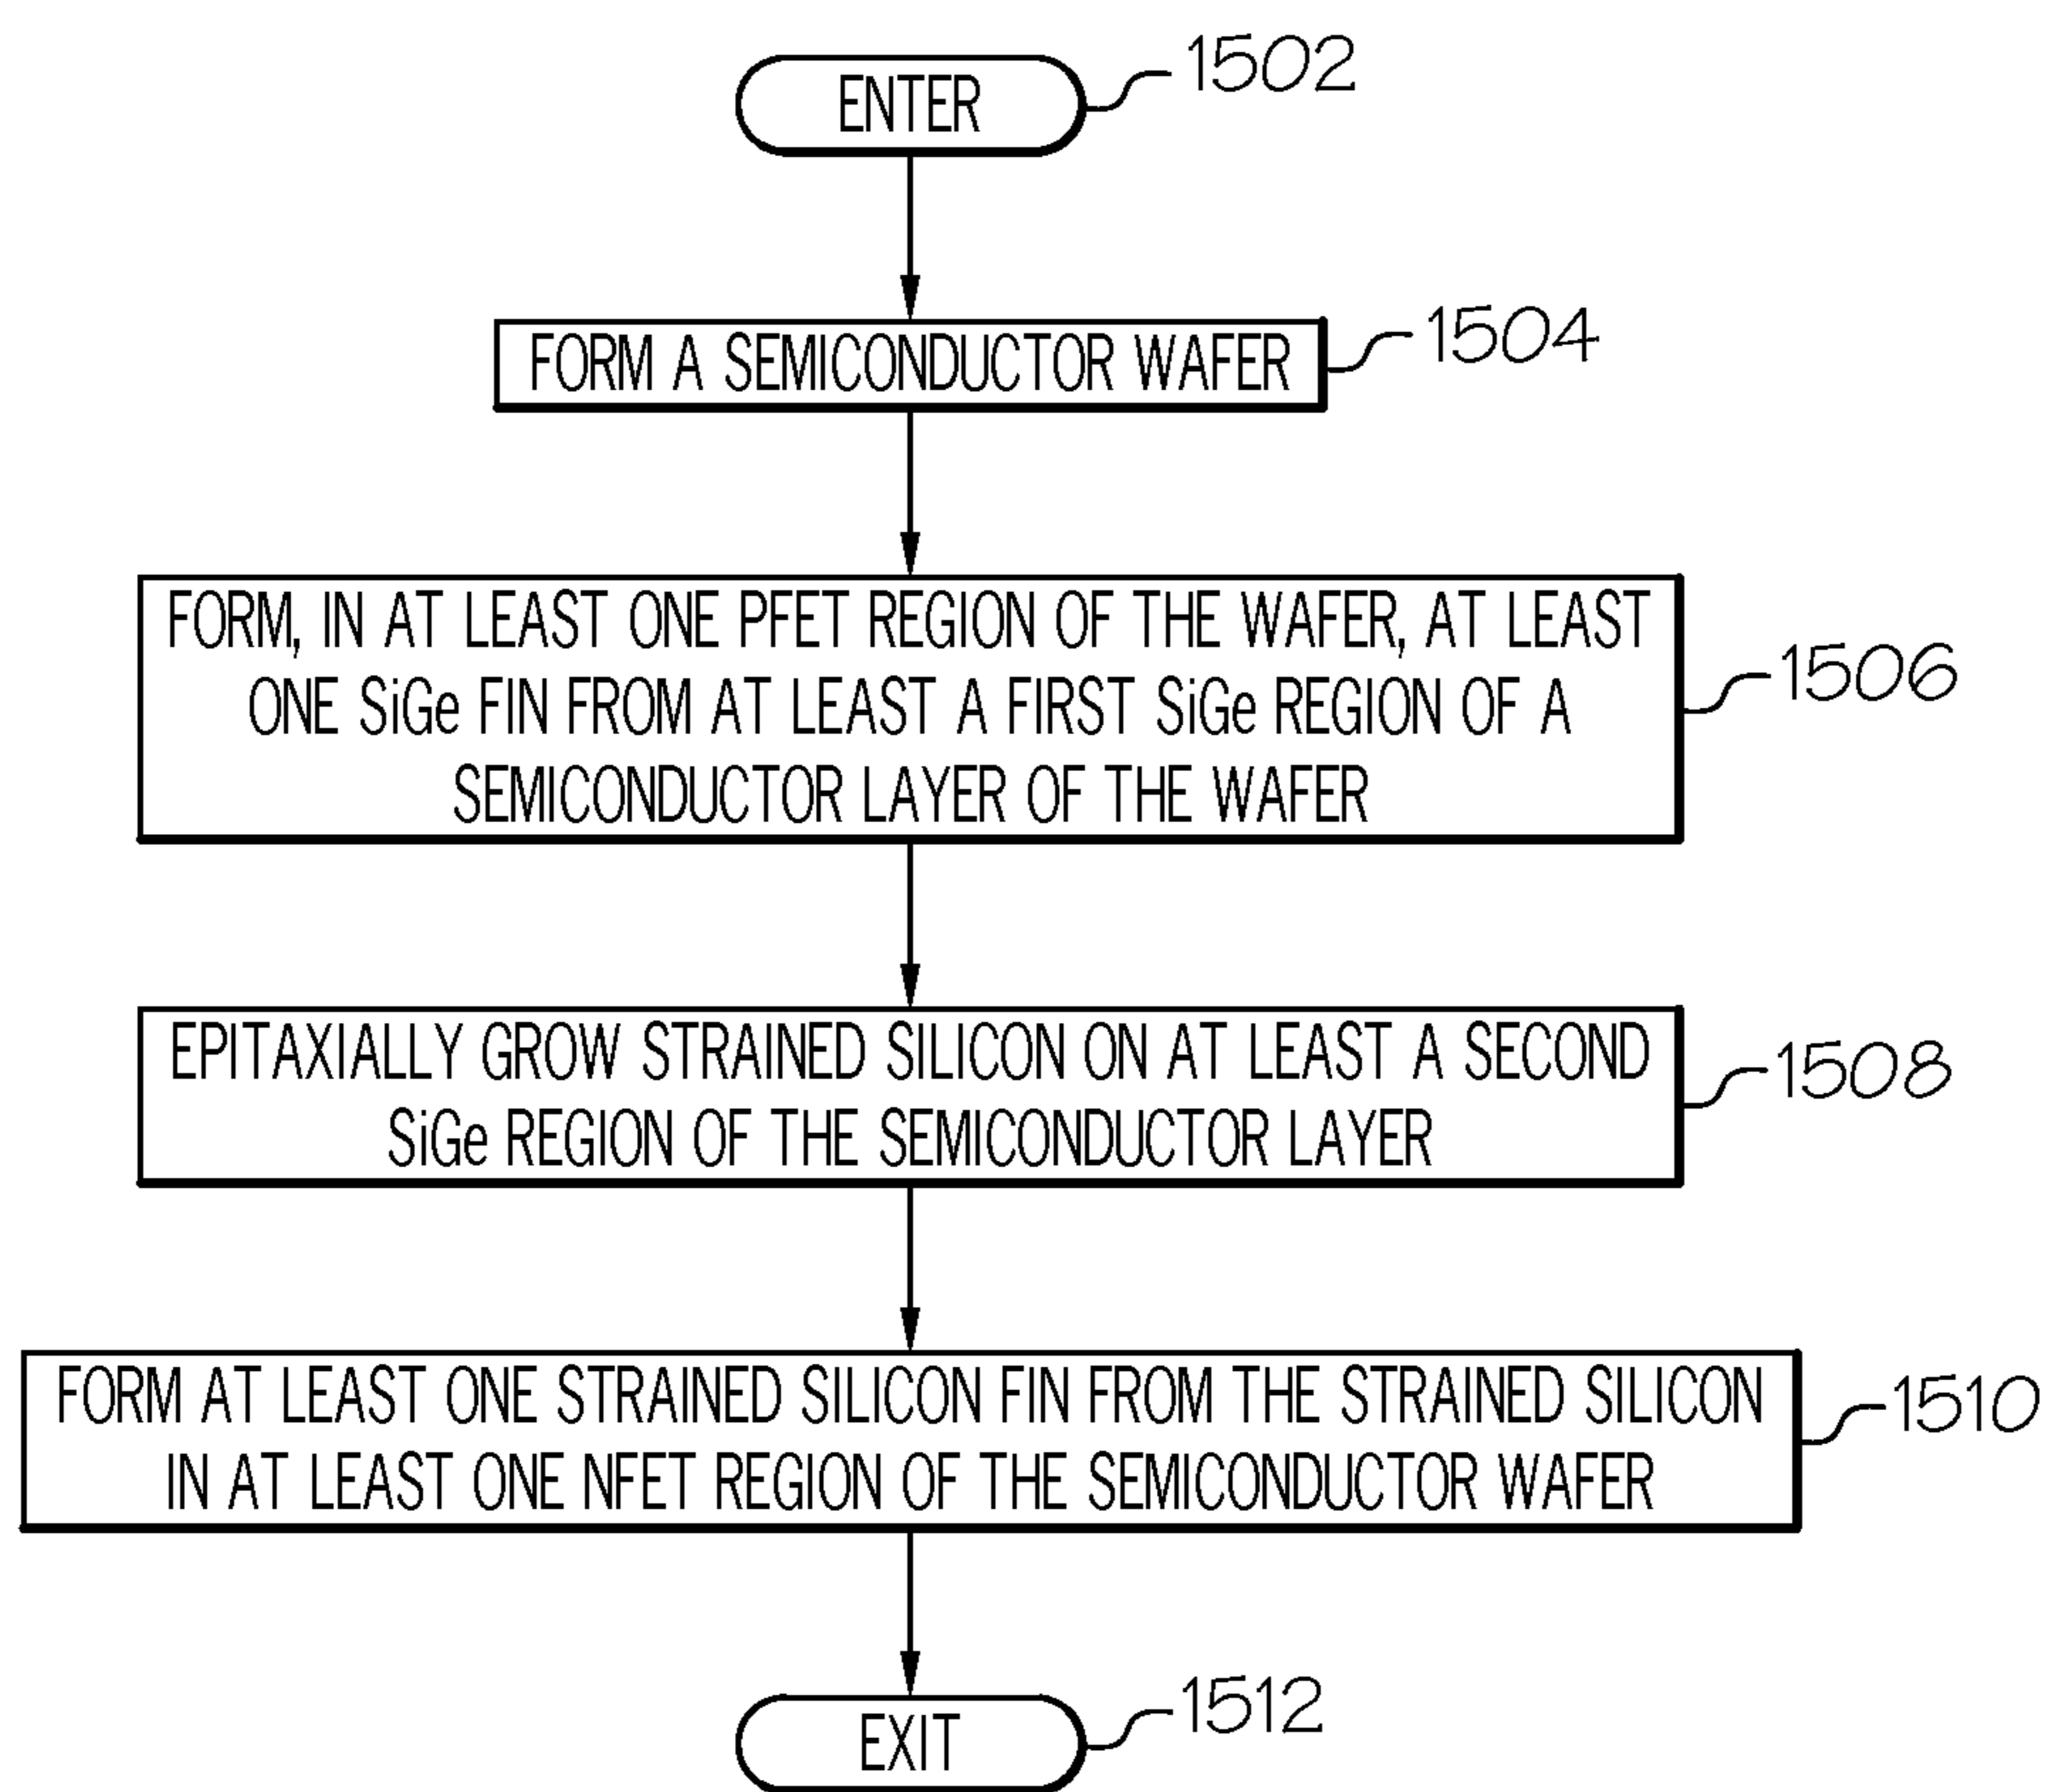 ENTER
1502
FORM A SEMICONDUCTOR WAFER
1504
FORM, IN AT LEAST ONE PFET REGION OF THE WAFER, AT LEAST
ONE SiGe FIN FROM AT LEAST A FIRST SiGe REGION OF A
SEMICONDUCTOR LAYER OF THE WAFER
1506
EPITAXIALLY GROW STRAINED SILICON ON AT LEAST A SECOND
SiGe REGION OF THE SEMICONDUCTOR LAYER
1508
FORM AT LEAST ONE STRAINED SILICON FIN FROM THE STRAINED SILICON
IN AT LEAST ONE NFET REGION OF THE SEMICONDUCTOR WAFER
1510
EXIT
1512